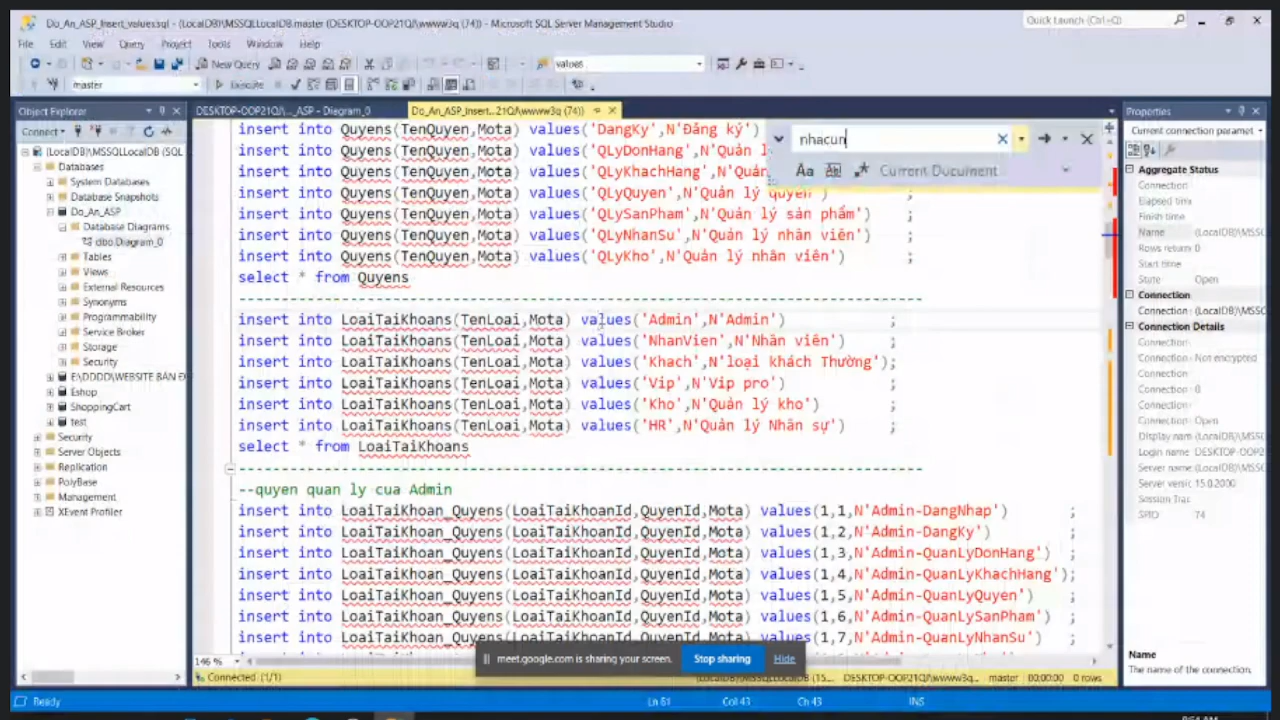 Do_An_ASP_Insert_values.sql - (LocalDB)\MSSQLLocalDB.master (DESKTOP-OOP21QI\wwww3q (74)) - Microsoft SQL Server Management Studio
Quick Launch (Ctrl+Q)
File Edit View Query Project Tools Window Help
New Query
values
master
Execute
Object Explorer
DESKTOP-OOP21QI\..._ASP - Diagram_0
Do_An_ASP_Insert...21QI\wwww3q (74))
Properties
Connect
(LocalDB)\MSSQLLocalDB (SQL
Databases
System Databases
Database Snapshots
Do_An_ASP
Database Diagrams
dbo.Diagram_0
Tables
Views
External Resources
Synonyms
Programmability
Service Broker
Storage
Security
E:\DDDD\WEBSITE BÁN Đ
Eshop
ShoppingCart
test
Security
Server Objects
Replication
PolyBase
Management
XEvent Profiler
nhacun
Aa Ab Current Document
insert into Quyens(TenQuyen,Mota) values('DangKy',N'Đăng ký')
insert into Quyens(TenQuyen,Mota) values('QLyDonHang',N'Quản l
insert into Quyens(TenQuyen,Mota) values('QLyKhachHang',N'Quản
insert into Quyens(TenQuyen,Mota) values('QLyQuyen',N'Quản lý quyền') ;
insert into Quyens(TenQuyen,Mota) values('QLySanPham',N'Quản lý sản phẩm') ;
insert into Quyens(TenQuyen,Mota) values('QLyNhanSu',N'Quản lý nhân viên') ;
insert into Quyens(TenQuyen,Mota) values('QLyKho',N'Quản lý nhân viên') ;
select * from Quyens
insert into LoaiTaiKhoans(TenLoai,Mota) values('Admin',N'Admin') ;
insert into LoaiTaiKhoans(TenLoai,Mota) values('NhanVien',N'Nhân viên') ;
insert into LoaiTaiKhoans(TenLoai,Mota) values('Khach',N'loại khách Thường');
insert into LoaiTaiKhoans(TenLoai,Mota) values('Vip',N'Vip pro') ;
insert into LoaiTaiKhoans(TenLoai,Mota) values('Kho',N'Quản lý kho') ;
insert into LoaiTaiKhoans(TenLoai,Mota) values('HR',N'Quản lý Nhân sự') ;
select * from LoaiTaiKhoans
--quyen quan ly cua Admin
insert into LoaiTaiKhoan_Quyens(LoaiTaiKhoanId,QuyenId,Mota) values(1,1,N'Admin-DangNhap') ;
insert into LoaiTaiKhoan_Quyens(LoaiTaiKhoanId,QuyenId,Mota) values(1,2,N'Admin-DangKy') ;
insert into LoaiTaiKhoan_Quyens(LoaiTaiKhoanId,QuyenId,Mota) values(1,3,N'Admin-QuanLyDonHang') ;
insert into LoaiTaiKhoan_Quyens(LoaiTaiKhoanId,QuyenId,Mota) values(1,4,N'Admin-QuanLyKhachHang');
insert into LoaiTaiKhoan_Quyens(LoaiTaiKhoanId,QuyenId,Mota) values(1,5,N'Admin-QuanLyQuyen') ;
insert into LoaiTaiKhoan_Quyens(LoaiTaiKhoanId,QuyenId,Mota) values(1,6,N'Admin-QuanLySanPham') ;
insert into LoaiTaiKhoan_Quyens(LoaiTaiKhoanId,QuyenId,Mota) values(1,7,N'Admin-QuanLyNhanSu') ;
Current connection paramet
Aggregate Status
Connection
Elapsed time
Finish time
Name (LocalDB)\MSSC
Rows returne 0
Start time
State Open
Connection
Connection (LocalDB)\MSSC
Connection Details
Connection
Connection Not encrypted
Connection
Connection 0
Connection
Connection Open
Display nam (LocalDB)\MSSC
Login name DESKTOP-OOP2
Server name (LocalDB)\MSSC
Server versic 15.0.2000
Session Trac
SPID 74
Name
The name of the connection.
146 %
meet.google.com is sharing your screen. Stop sharing Hide
Connected. (1/1)
(LocalDB)\MSSQLLocalDB (15... DESKTOP-OOP21QI\wwww3q... master 00:00:00 0 rows
Ready Ln 61 Col 43 Ch 43 INS